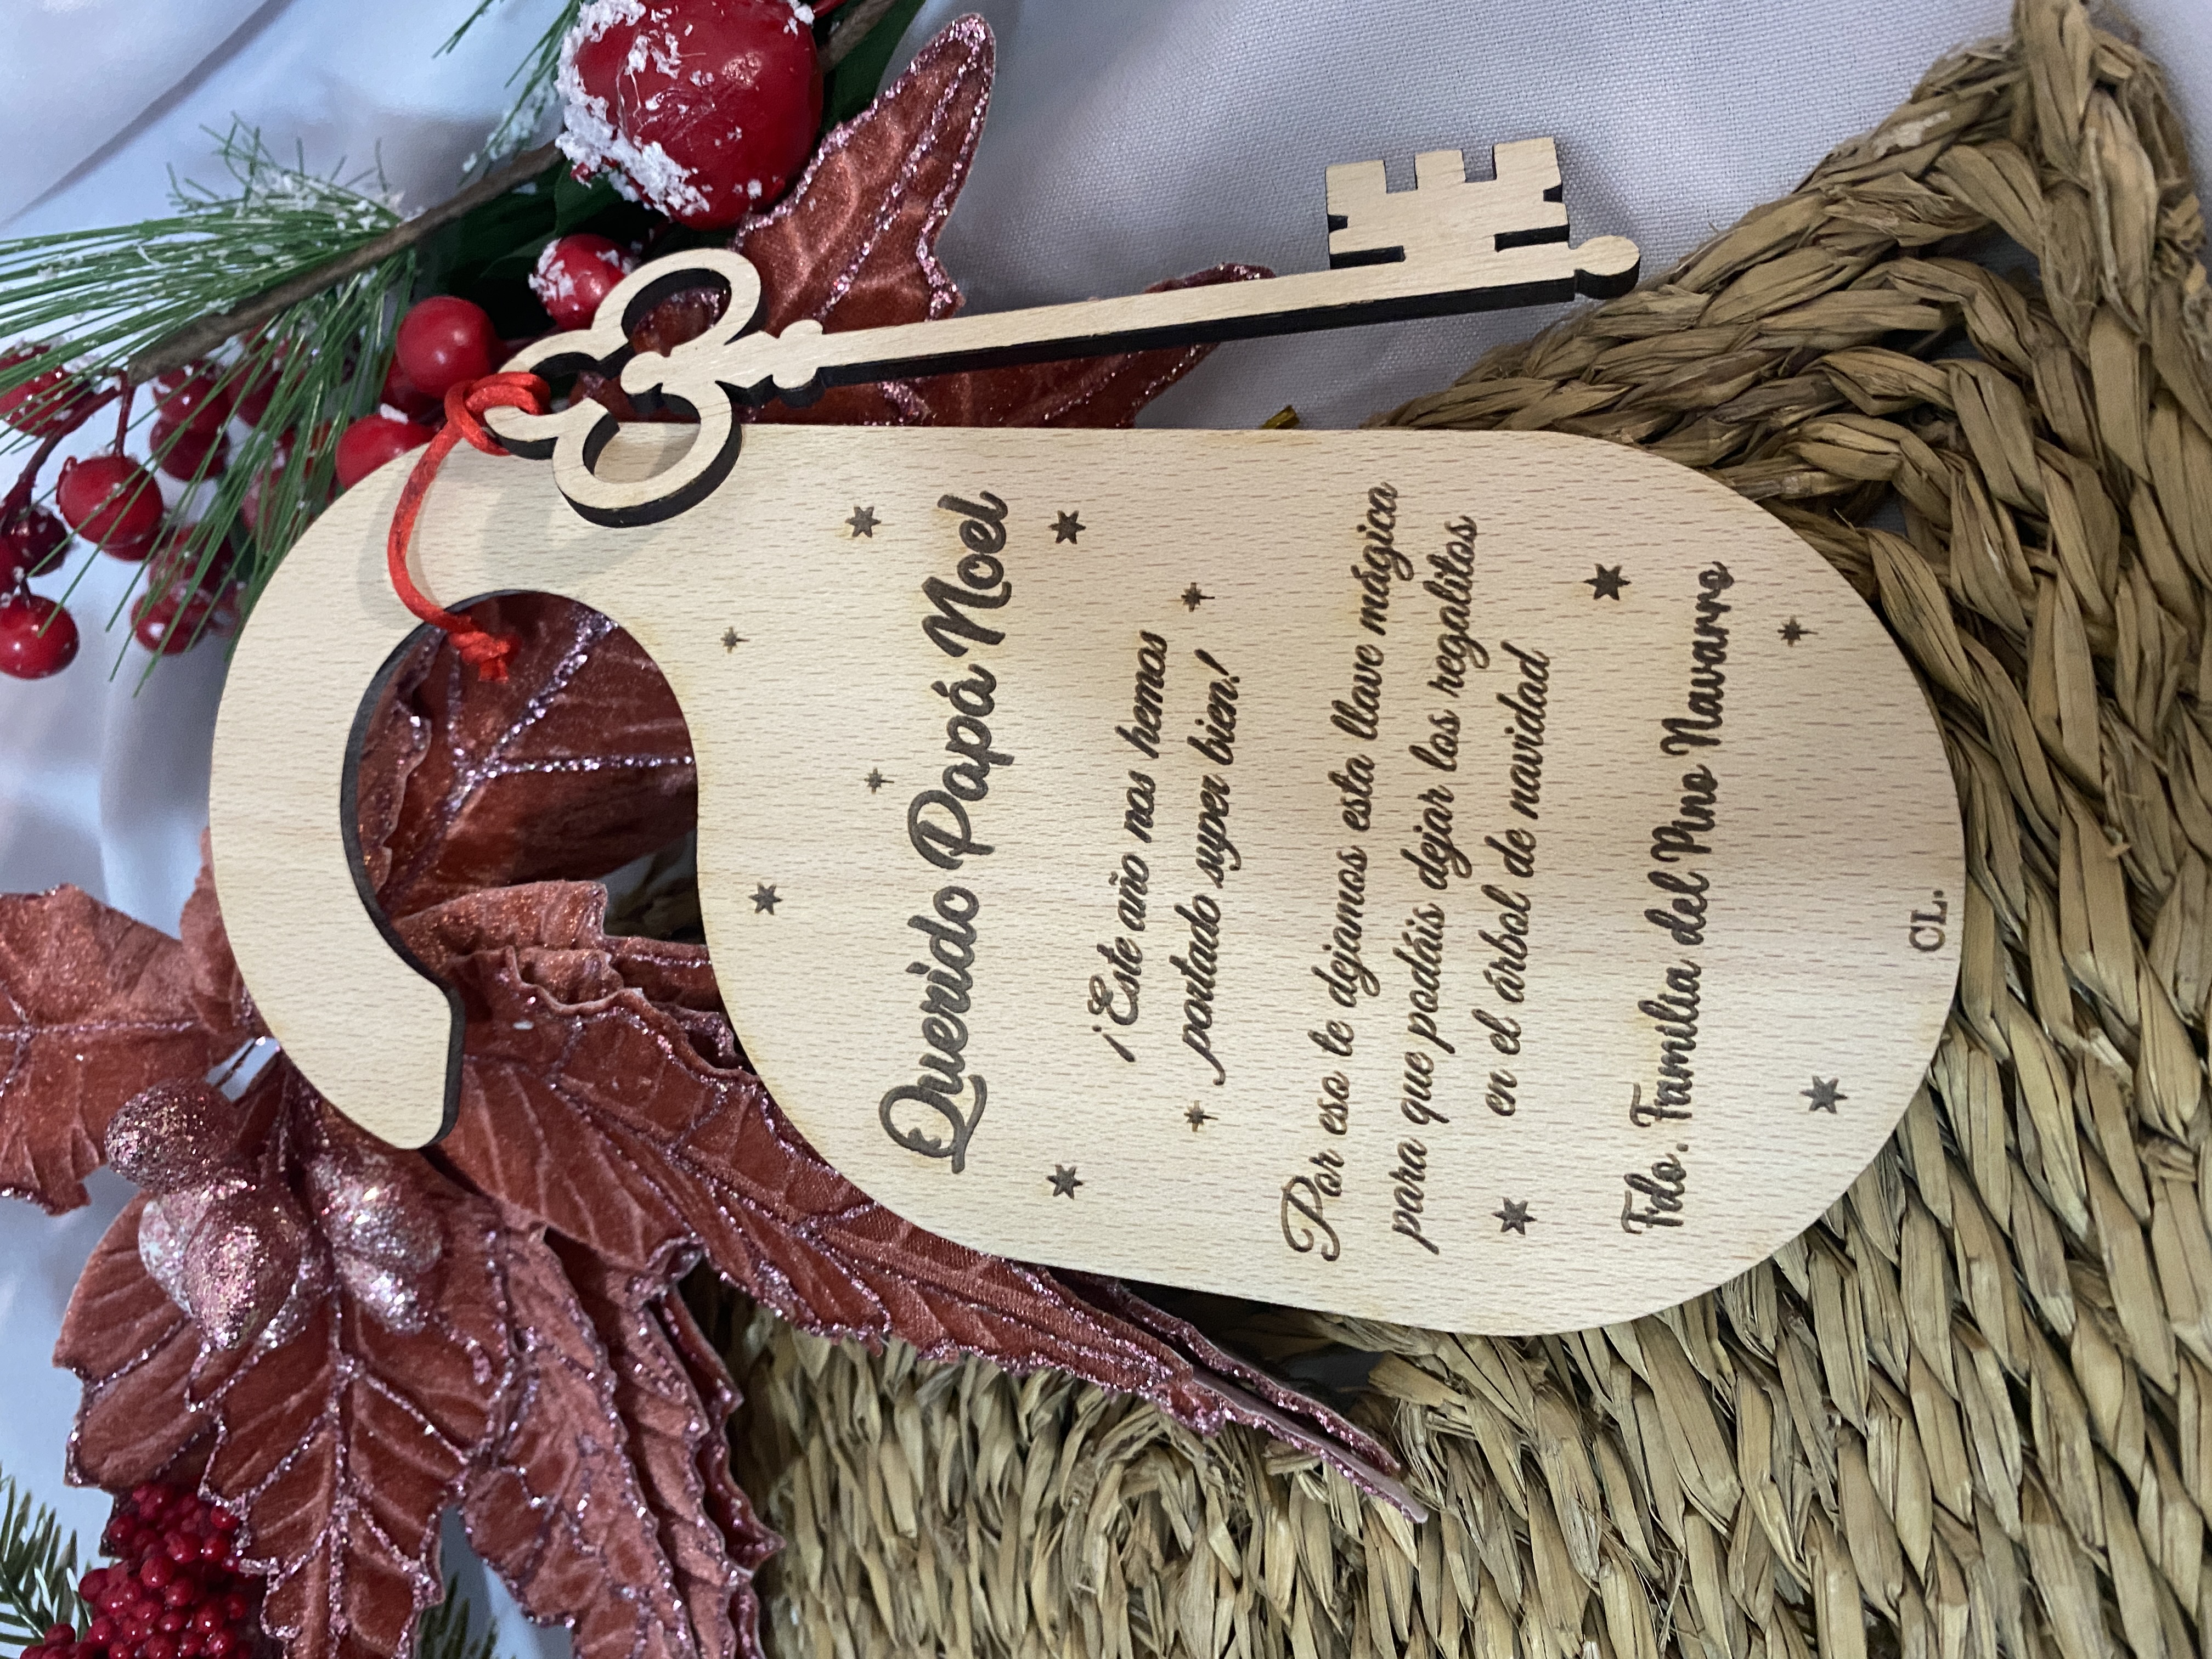 Querido Papá Noel
¡Este año nos hemos
portado super bien!
Por eso te dejamos esta llave mágica
para que podáis dejar los regalitos
en el árbol de navidad
Fdo. Familia del Pino Navarro
CL.